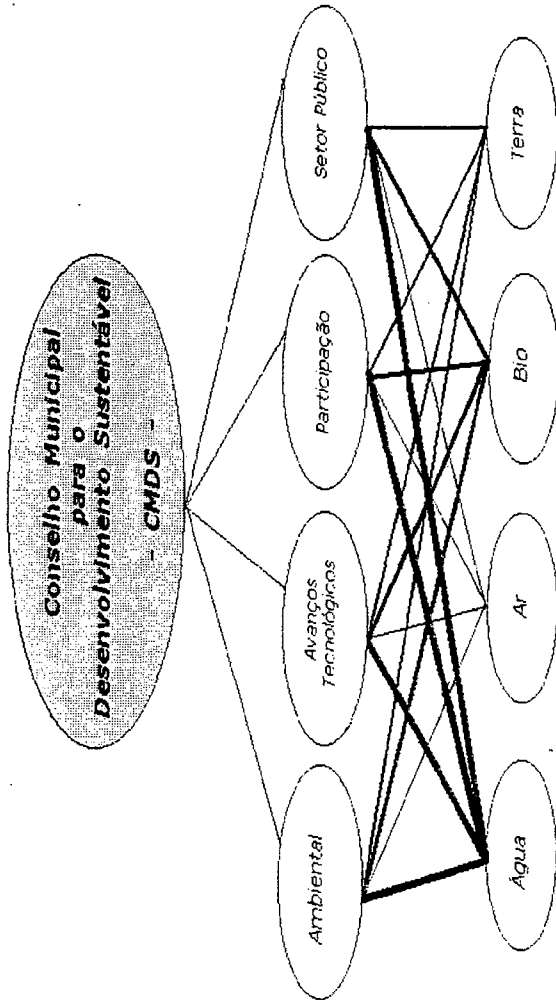 Conselho Municipal
para o
Desenvolvimento Sustentável
- CMDS -
Ambiental
Avanços
Tecnológicos
Participação
Setor Público
Água
Ar
Bio
Terra